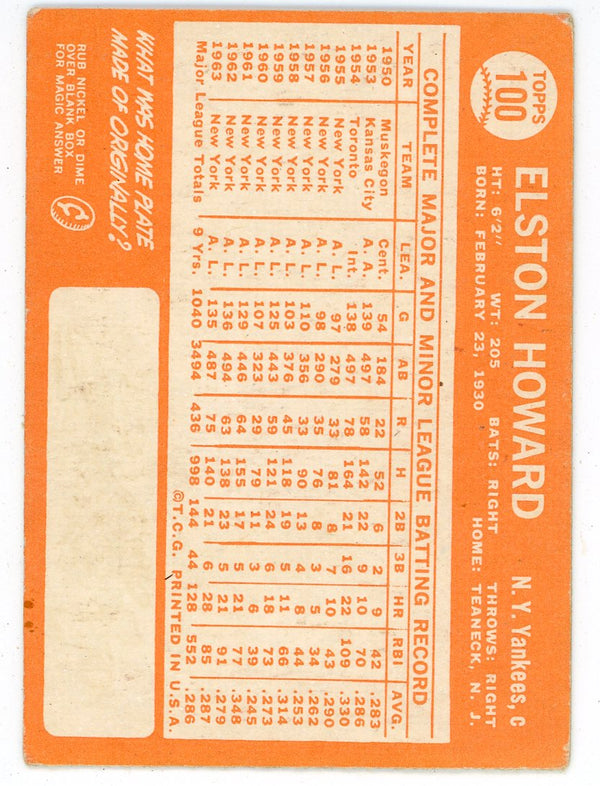 TOPPS
100
ELSTON HOWARD N. Y. Yankees, c
HT: 6'2" WT: 205 BATS: RIGHT THROWS: RIGHT
BORN: FEBRUARY 23, 1930 HOME: TEANECK, N. J.
COMPLETE MAJOR AND MINOR LEAGUE BATTING RECORD
YEAR TEAM LEA. G AB R H 2B 3B HR RBI AVG.
1950 Muskegon Cent. 54 184 22 52 6 2 9 42 .283
1953 Kansas City A. A. 139 497 58 142 22 9 10 70 .286
1954 Toronto Int. 138 497 78 164 21 16 22 109 .330
1955 New York A. L. 97 279 33 81 8 7 10 43 .290
1956 New York A. L. 98 290 35 76 8 3 5 34 .262
1957 New York A. L. 110 356 33 90 13 4 8 44 .253
1958 New York A. L. 103 376 45 118 19 5 11 66 .314
1959 New York A. L. 125 443 59 121 24 6 18 73 .273
1960 New York A. L. 107 323 29 79 11 3 6 39 .245
1961 New York A. L. 129 446 64 155 17 5 21 77 .348
1962 New York A. L. 136 494 63 138 23 5 21 91 .279
1963 New York A. L. 135 487 75 140 21 6 28 85 .287
Major League Totals 9 Yrs. 1040 3494 436 998 144 44 128 552 .286
©T.C.G. PRINTED IN U.S.A.
WHAT WAS HOME PLATE
MADE OF ORIGINALLY?
RUB NICKEL OR DIME
OVER BLANK BOX
FOR MAGIC ANSWER